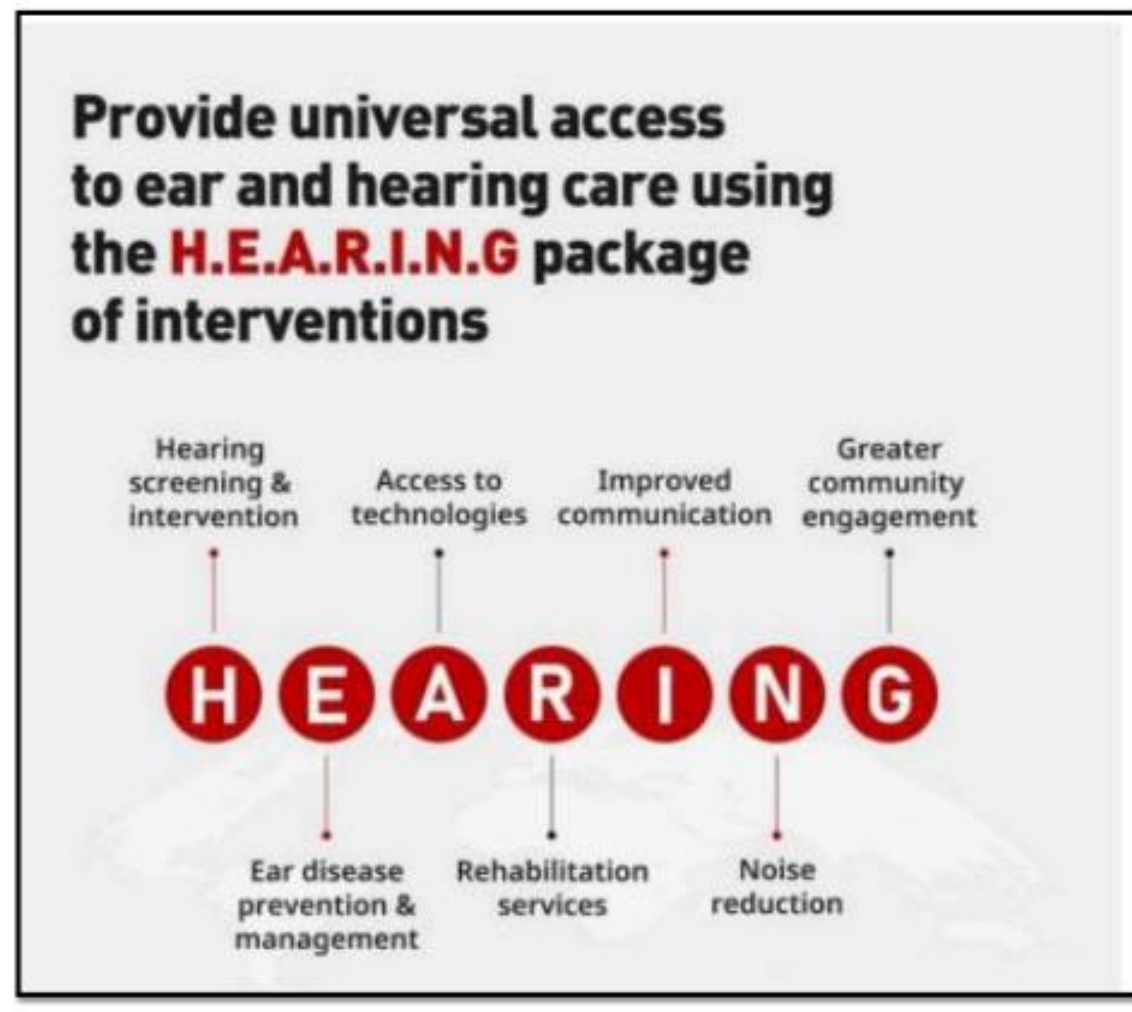 Provide universal access
to ear and hearing care using
the H.E.A.R.I.N.G package
of interventions
Hearing
screening &
intervention
Access to
technologies
Improved
communication
Greater
community
engagement
H E A R I N G
Ear disease
prevention &
management
Rehabilitation
services
Noise
reduction